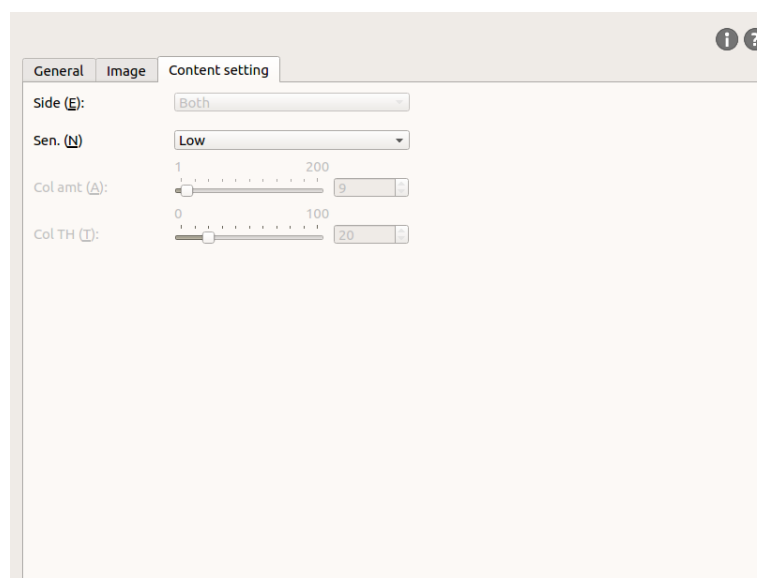 General Image Content setting
Side (E): Both
Sen. (N) Low
1 200
Col amt (A): 9
0 100
Col TH (T): 20